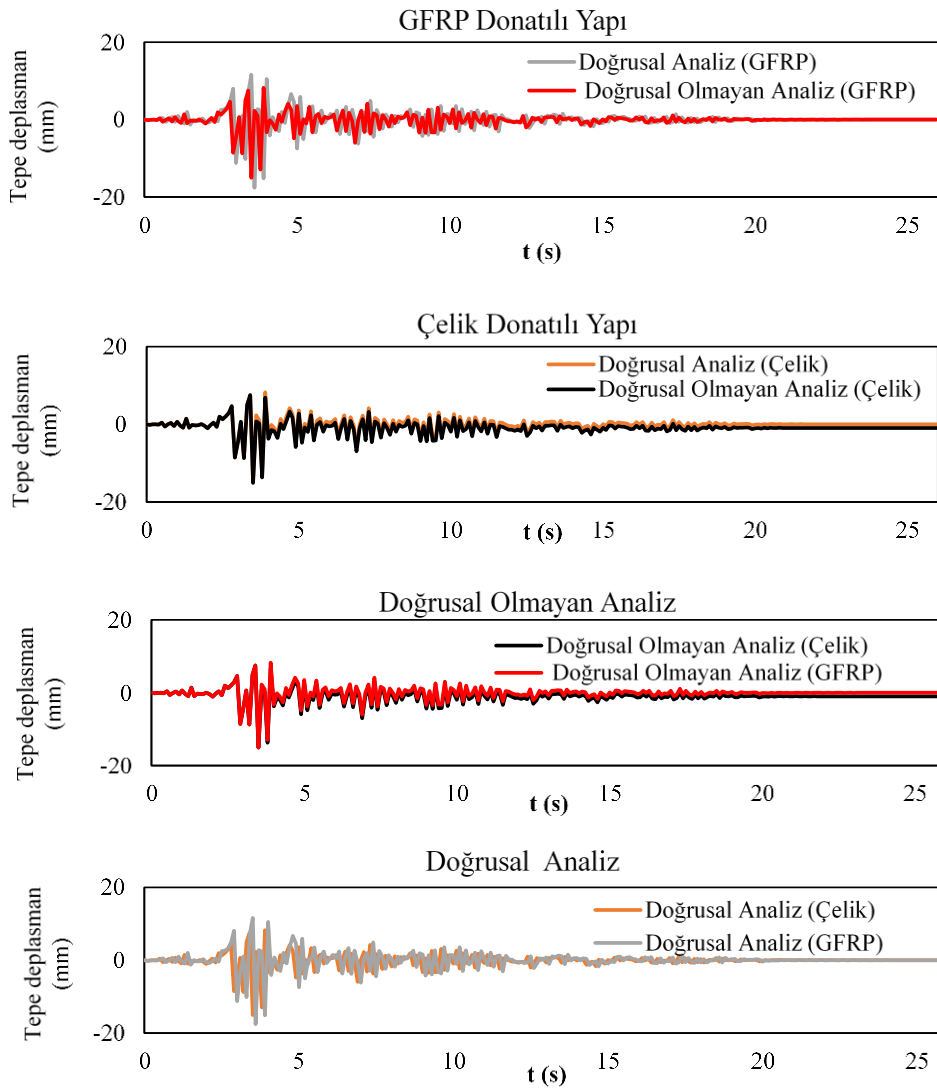 GFRP Donatılı Yapı
Tepe deplasman
(mm)
20
0
-20
Doğrusal Analiz (GFRP)
Doğrusal Olmayan Analiz (GFRP)
0 5 10 15 20 25
t (s)
Çelik Donatılı Yapı
Tepe deplasman
(mm)
20
0
-20
Doğrusal Analiz (Çelik)
Doğrusal Olmayan Analiz (Çelik)
0 5 10 15 20 25
t (s)
Doğrusal Olmayan Analiz
Tepe deplasman
(mm)
20
0
-20
Doğrusal Olmayan Analiz (Çelik)
Doğrusal Olmayan Analiz (GFRP)
0 5 10 15 20 25
t (s)
Doğrusal Analiz
Tepe deplasman
(mm)
20
0
-20
Doğrusal Analiz (Çelik)
Doğrusal Analiz (GFRP)
0 5 10 15 20 25
t (s)